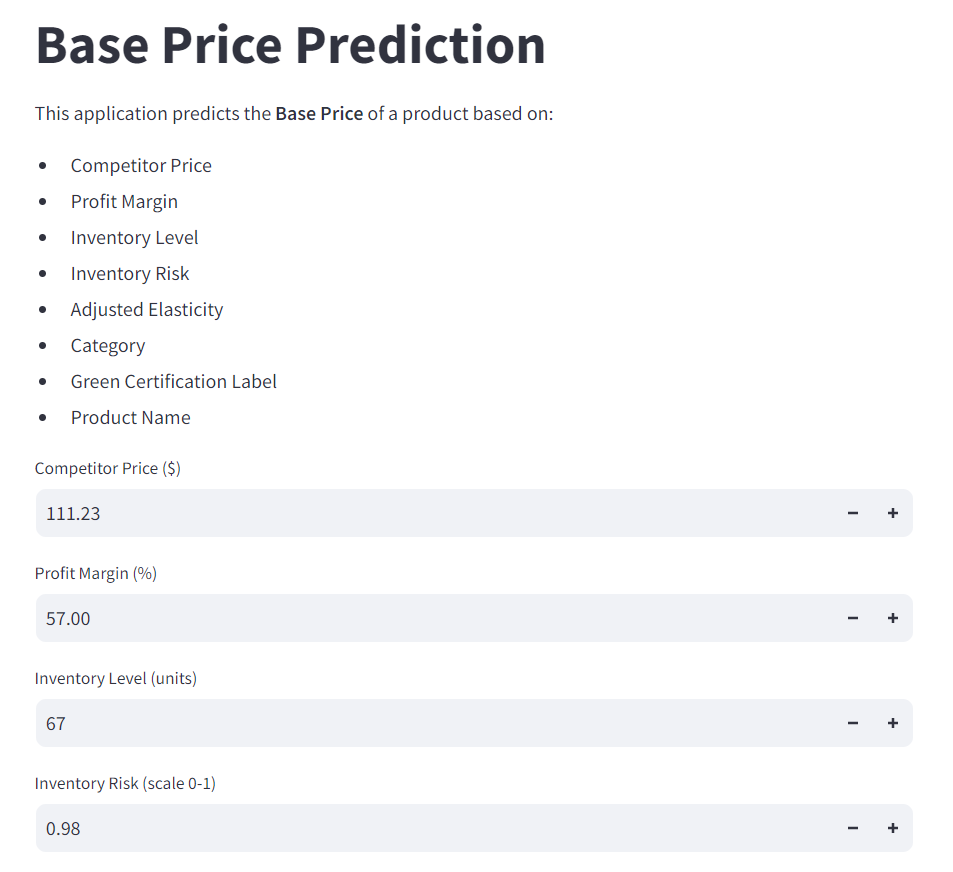 Base Price Prediction
This application predicts the Base Price of a product based on:
• Competitor Price
• Profit Margin
• Inventory Level
• Inventory Risk
• Adjusted Elasticity
• Category
• Green Certification Label
• Product Name
Competitor Price ($)
111.23 − +
Profit Margin (%)
57.00 − +
Inventory Level (units)
67 − +
Inventory Risk (scale 0-1)
0.98 − +